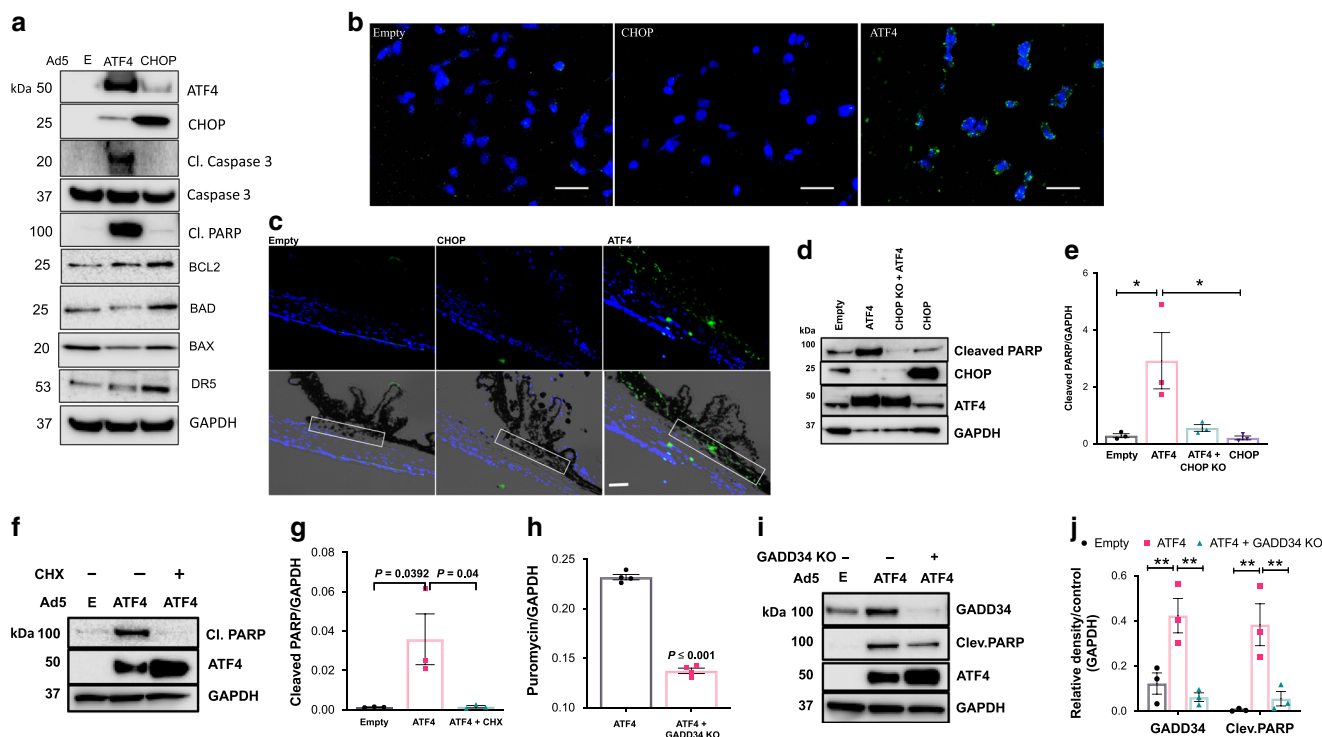 a
Ad5 E ATF4 CHOP
kDa 50 ATF4
25 CHOP
20 Cl. Caspase 3
37 Caspase 3
100 Cl. PARP
25 BCL2
25 BAD
20 BAX
53 DR5
37 GAPDH
b
Empty CHOP ATF4
c
Empty CHOP ATF4
d
Empty ATF4 CHOP KO + ATF4 CHOP
kDa
100 Cleaved PARP
25 CHOP
50 ATF4
37 GAPDH
e
Cleaved PARP/GAPDH
6
4
2
0
* *
Empty ATF4 ATF4 + CHOP KO CHOP
f
CHX – – +
Ad5 E ATF4 ATF4
kDa 100 Cl. PARP
50 ATF4
37 GAPDH
g
Cleaved PARP/GAPDH
0.08
0.06
0.04
0.02
0.00
P = 0.0392 P = 0.04
Empty ATF4 ATF4 + CHX
h
Puromycin/GAPDH
0.25
0.20
0.15
0.10
P ≤ 0.001
ATF4 ATF4 + GADD34 KO
i
GADD34 KO – – +
Ad5 E ATF4 ATF4
kDa 100 GADD34
100 Clev.PARP
50 ATF4
37 GAPDH
j
Empty ATF4 ATF4 + GADD34 KO
Relative density/control (GAPDH)
0.6
0.4
0.2
0.0
** ** ** **
GADD34 Clev.PARP